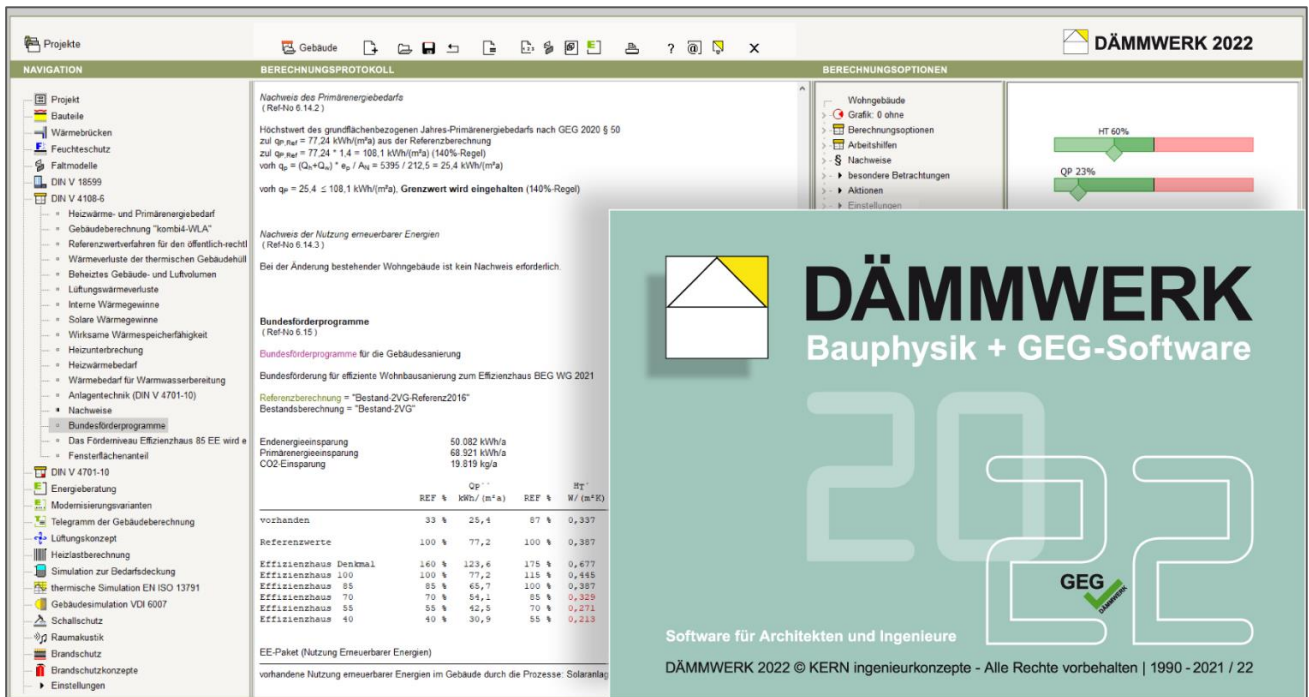 Projekte
Gebäude
? @ X
DÄMMWERK 2022
NAVIGATION
BERECHNUNGSPROTOKOLL
BERECHNUNGSOPTIONEN
Projekt
Bauteile
Wärmebrücken
Feuchteschutz
Faltmodelle
DIN V 18599
DIN V 4108-6
Heizwärme- und Primärenergiebedarf
Gebäudeberechnung "kombi4-WLA"
Referenzwertverfahren für den öffentlich-rechtl
Wärmeverluste der thermischen Gebäudehüll
Beheiztes Gebäude- und Luftvolumen
Lüftungswärmeverluste
Interne Wärmegewinne
Solare Wärmegewinne
Wirksame Wärmespeicherfähigkeit
Heizunterbrechung
Heizwärmebedarf
Wärmebedarf für Warmwasserbereitung
Anlagentechnik (DIN V 4701-10)
Nachweise
Bundesförderprogramme
Das Förderniveau Effizienzhaus 85 EE wird e
Fensterflächenanteil
DIN V 4701-10
Energieberatung
Modernisierungsvarianten
Telegramm der Gebäudeberechnung
Lüftungskonzept
Heizlastberechnung
Simulation zur Bedarfsdeckung
thermische Simulation EN ISO 13791
Gebäudesimulation VDI 6007
Schallschutz
Raumakustik
Brandschutz
Brandschutzkonzepte
Einstellungen
Nachweis des Primärenergiebedarfs
( Ref-No 6.14.2 )
Höchstwert des grundflächenbezogenen Jahres-Primärenergiebedarfs nach GEG 2020 § 50
zul qP,Ref = 77,24 kWh/(m²a) aus der Referenzberechnung
zul qP,Ref = 77,24 * 1,4 = 108,1 kWh/(m²a) (140%-Regel)
vorh qp = (Qh+Qw) * ep / AN = 5395 / 212,5 = 25,4 kWh/(m²a)
vorh qP = 25,4 ≤ 108,1 kWh/(m²a), Grenzwert wird eingehalten (140%-Regel)
Nachweis der Nutzung erneuerbarer Energien
( Ref-No 6.14.3 )
Bei der Änderung bestehender Wohngebäude ist kein Nachweis erforderlich.
Bundesförderprogramme
( Ref-No 6.15 )
Bundesförderprogramme für die Gebäudesanierung
Bundesförderung für effiziente Wohnbausanierung zum Effizienzhaus BEG WG 2021
Referenzberechnung = "Bestand-2VG-Referenz2016"
Bestandsberechnung = "Bestand-2VG"
Endenergieeinsparung 50.082 kWh/a
Primärenergieeinsparung 68.921 kWh/a
CO2-Einsparung 19.819 kg/a
QP´´ HT´
REF % kWh/(m²a) REF % W/(m²K)
vorhanden 33 % 25,4 87 % 0,337
Referenzwerte 100 % 77,2 100 % 0,387
Effizienzhaus Denkmal 160 % 123,6 175 % 0,677
Effizienzhaus 100 100 % 77,2 115 % 0,445
Effizienzhaus 85 85 % 65,7 100 % 0,387
Effizienzhaus 70 70 % 54,1 85 % 0,329
Effizienzhaus 55 55 % 42,5 70 % 0,271
Effizienzhaus 40 40 % 30,9 55 % 0,213
EE-Paket (Nutzung Erneuerbarer Energien)
vorhandene Nutzung erneuerbarer Energien im Gebäude durch die Prozesse: Solaranlag
Wohngebäude
Grafik: 0 ohne
Berechnungsoptionen
Arbeitshilfen
§ Nachweise
besondere Betrachtungen
Aktionen
Einstellungen
HT 60%
QP 23%
DÄMMWERK
Bauphysik + GEG-Software
2022
GEG
DÄMMWERK
Software für Architekten und Ingenieure
DÄMMWERK 2022 © KERN ingenieurkonzepte - Alle Rechte vorbehalten | 1990 - 2021 / 22